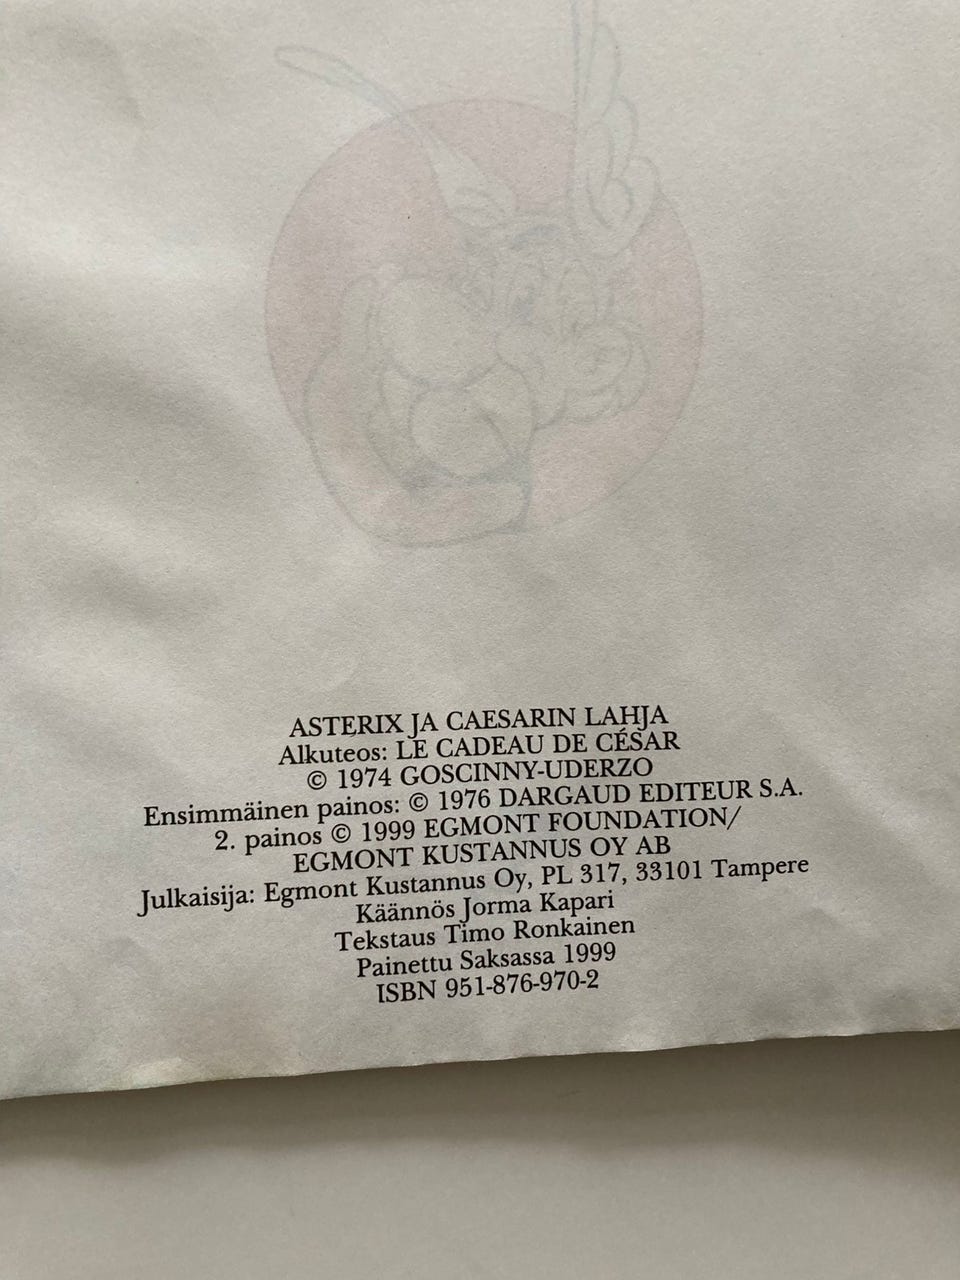 ASTERIX JA CAESARIN LAHJA
Alkuteos: LE CADEAU DE CÉSAR
© 1974 GOSCINNY-UDERZO
Ensimmäinen painos: © 1976 DARGAUD EDITEUR S.A.
2. painos © 1999 EGMONT FOUNDATION/
EGMONT KUSTANNUS OY AB
Julkaisija: Egmont Kustannus Oy, PL 317, 33101 Tampere
Käännös Jorma Kapari
Tekstaus Timo Ronkainen
Painettu Saksassa 1999
ISBN 951-876-970-2